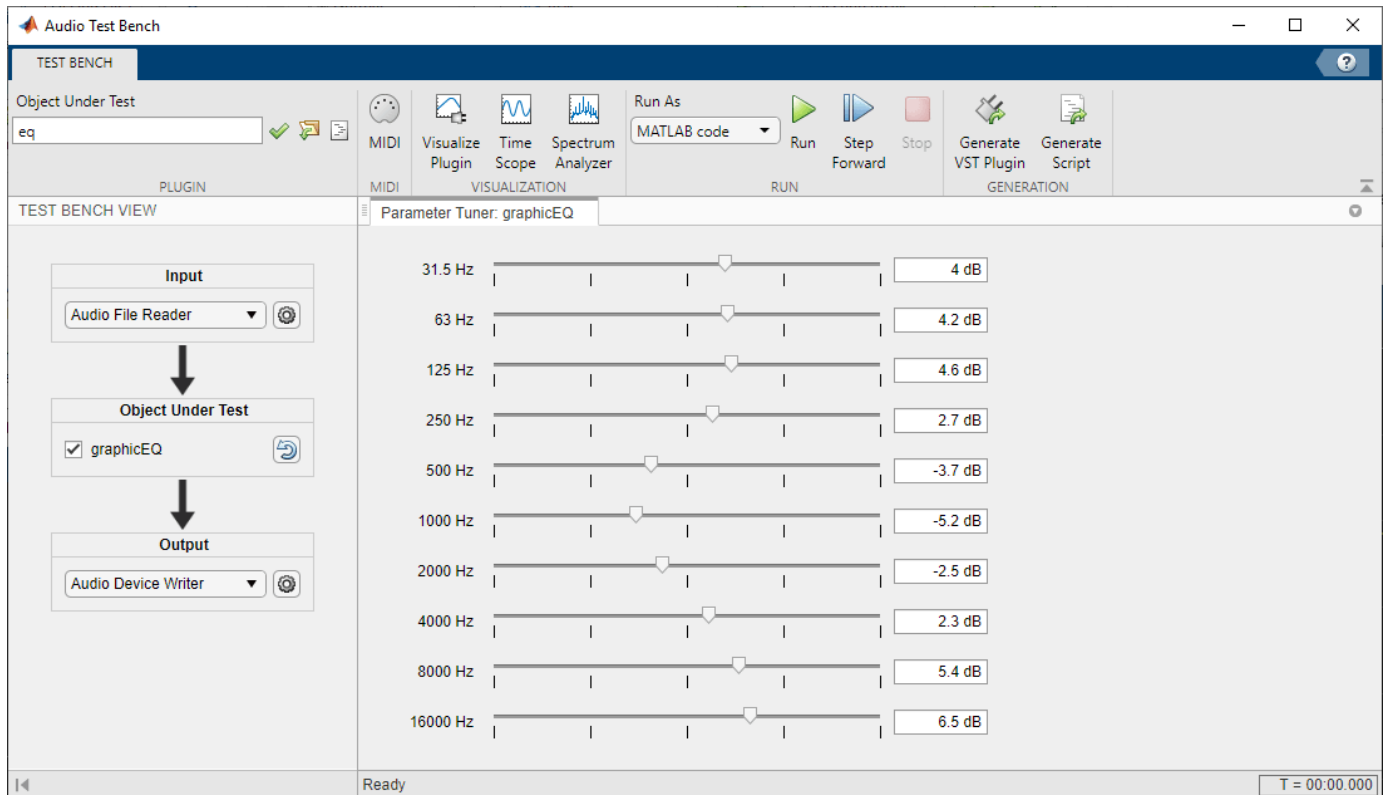 Audio Test Bench
TEST BENCH
?
Object Under Test
eq
PLUGIN
MIDI
MIDI
Visualize Plugin
Time Scope
Spectrum Analyzer
VISUALIZATION
Run As
MATLAB code
Run
Step Forward
Stop
RUN
Generate VST Plugin
Generate Script
GENERATION
TEST BENCH VIEW
Input
Audio File Reader
Object Under Test
graphicEQ
Output
Audio Device Writer
Parameter Tuner: graphicEQ
31.5 Hz 4 dB
63 Hz 4.2 dB
125 Hz 4.6 dB
250 Hz 2.7 dB
500 Hz -3.7 dB
1000 Hz -5.2 dB
2000 Hz -2.5 dB
4000 Hz 2.3 dB
8000 Hz 5.4 dB
16000 Hz 6.5 dB
Ready
T = 00:00.000